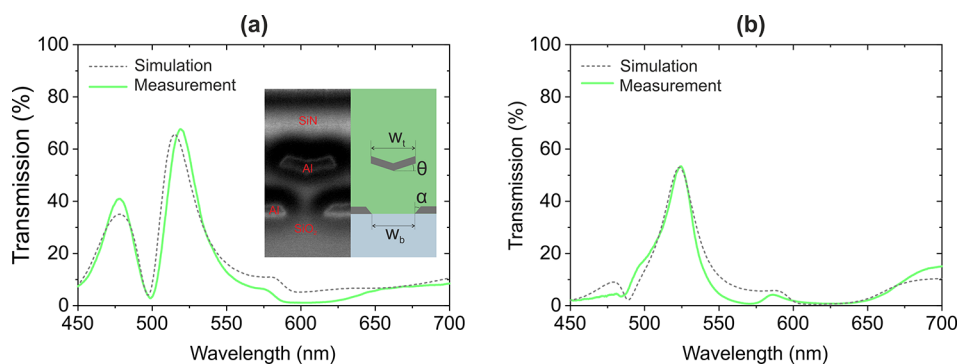 (a)
Transmission (%)
100
80
60
40
20
0
Simulation
Measurement
SiN
Al
Al
SiO₂
Wₜ
θ
α
W_b
450 500 550 600 650 700
Wavelength (nm)
(b)
Transmission (%)
100
80
60
40
20
0
Simulation
Measurement
450 500 550 600 650 700
Wavelength (nm)